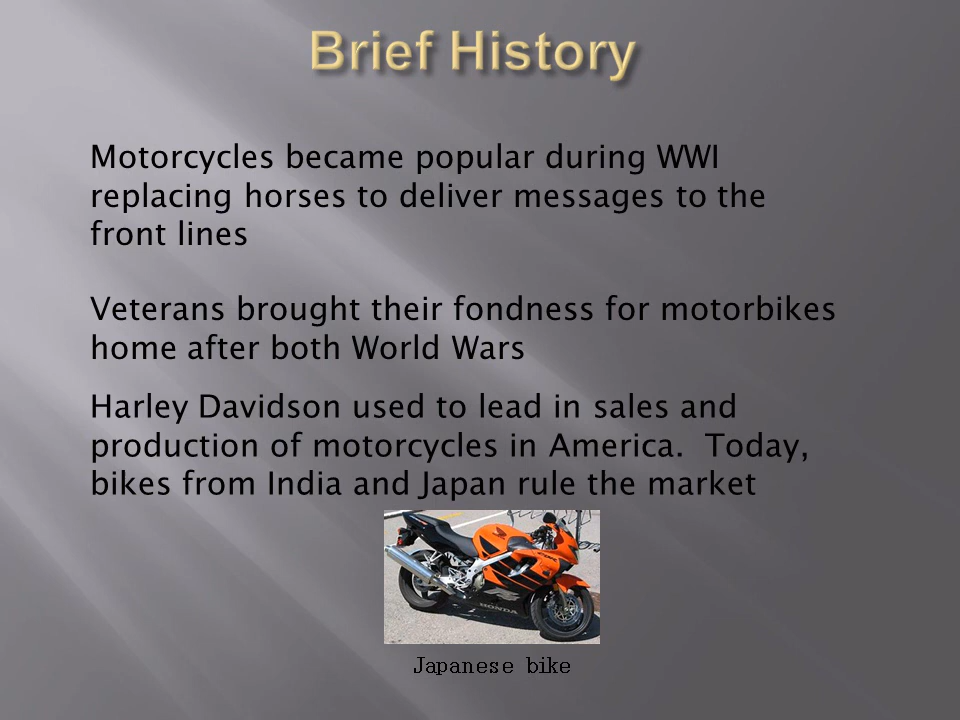 Brief History
Motorcycles became popular during WWI
replacing horses to deliver messages to the
front lines
Veterans brought their fondness for motorbikes
home after both World Wars
Harley Davidson used to lead in sales and
production of motorcycles in America. Today,
bikes from India and Japan rule the market
HONDA
Japanese bike